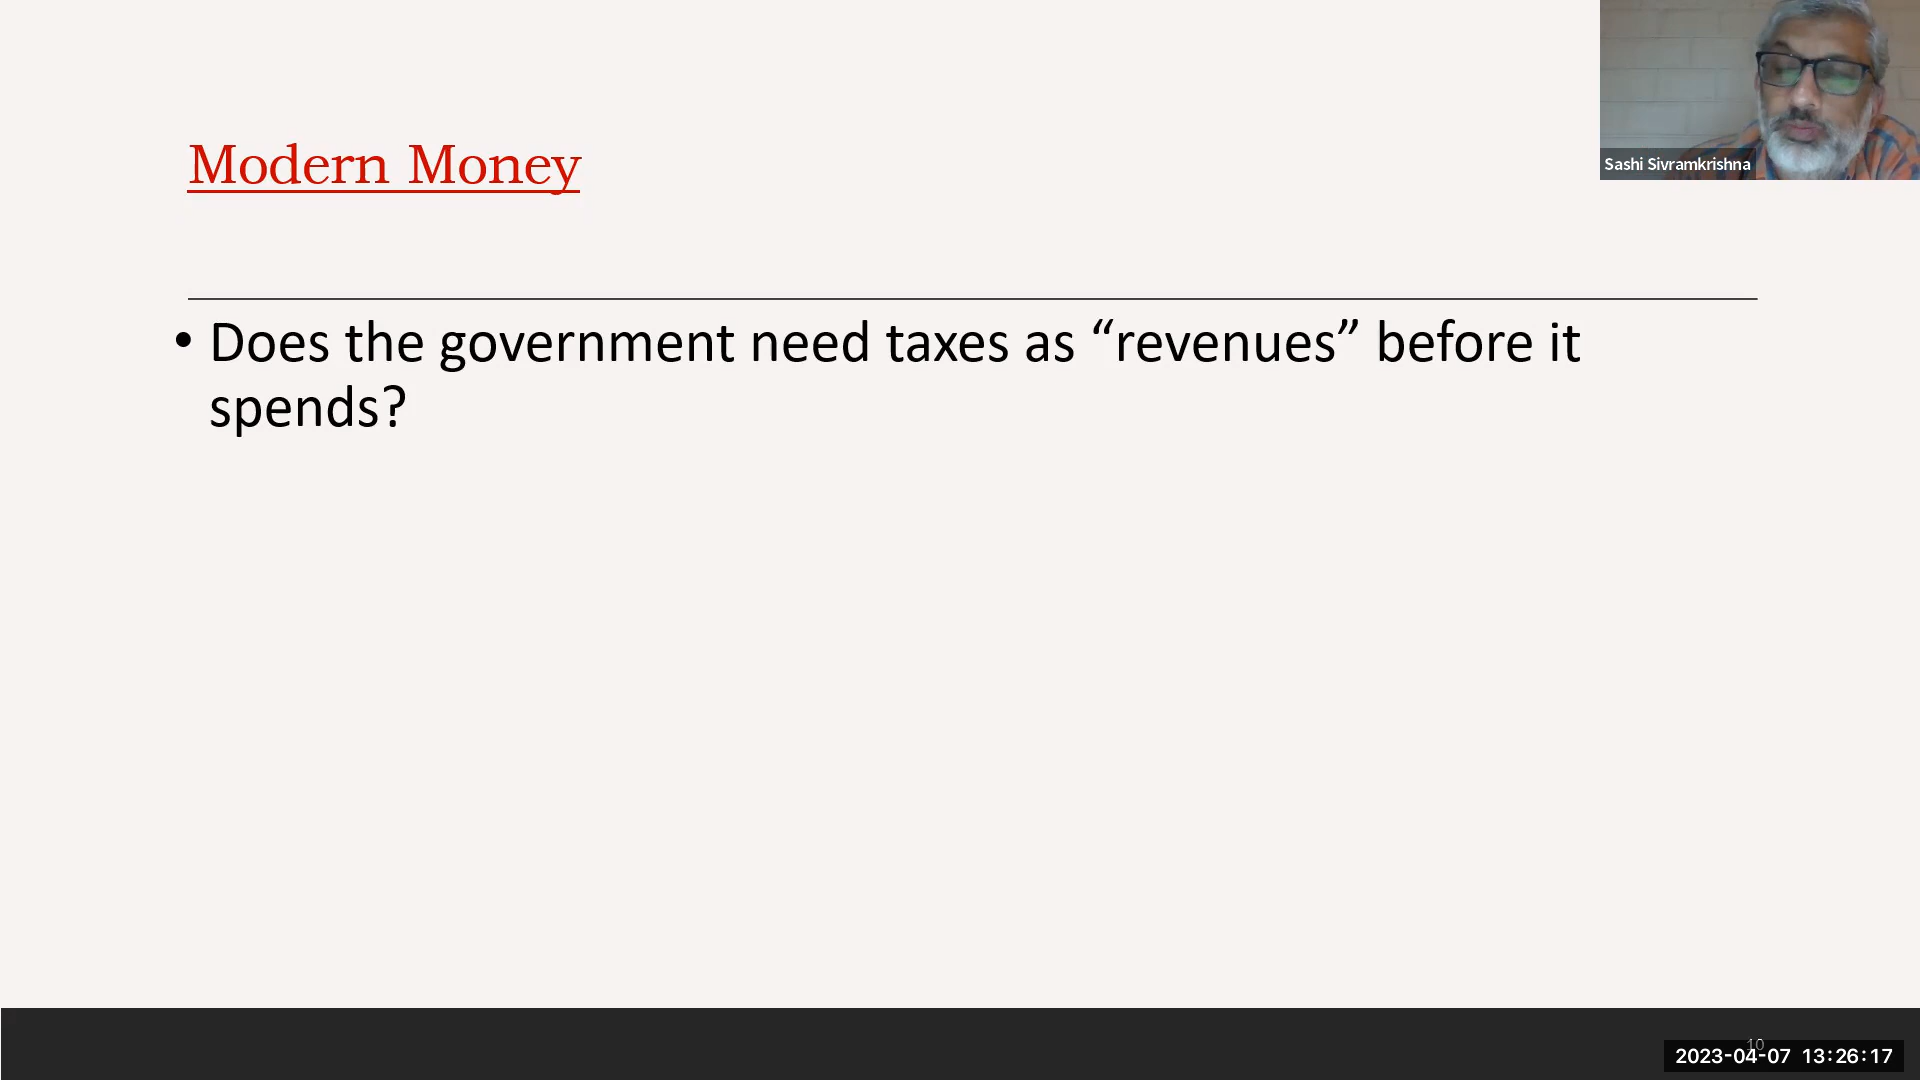 Modern Money
Sashi Sivramkrishna
• Does the government need taxes as “revenues” before it
spends?
10
2023-04-07 13:26:17